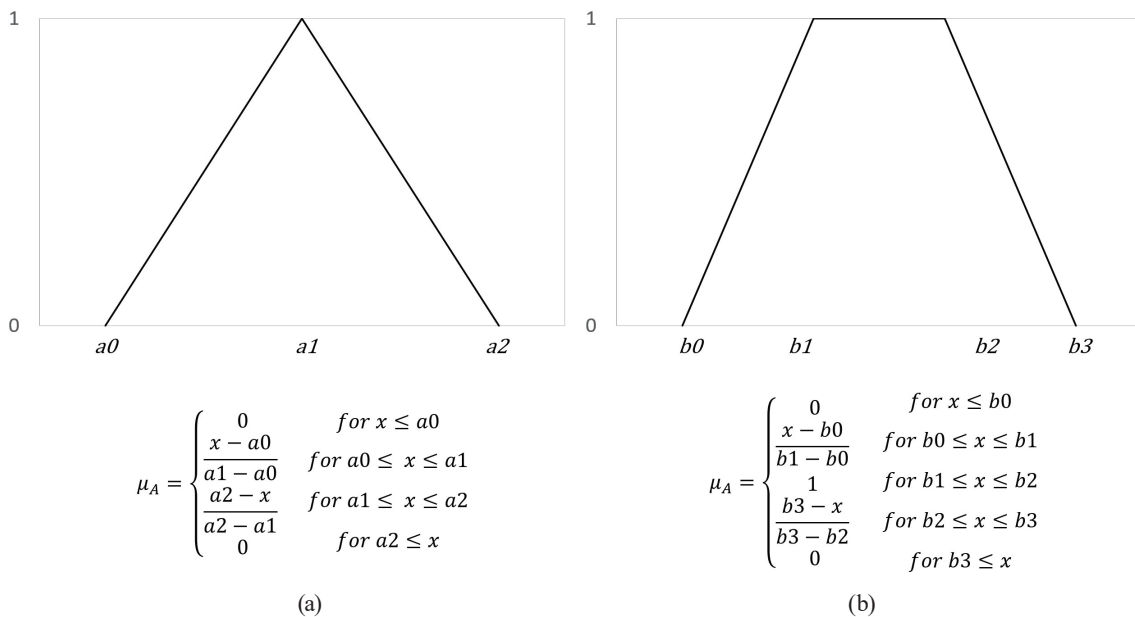 1
0
a0 a1 a2
μ_A = { 0 for x ≤ a0
(x − a0)/(a1 − a0) for a0 ≤ x ≤ a1
(a2 − x)/(a2 − a1) for a1 ≤ x ≤ a2
0 for a2 ≤ x
(a)
1
0
b0 b1 b2 b3
μ_A = { 0 for x ≤ b0
(x − b0)/(b1 − b0) for b0 ≤ x ≤ b1
1 for b1 ≤ x ≤ b2
(b3 − x)/(b3 − b2) for b2 ≤ x ≤ b3
0 for b3 ≤ x
(b)